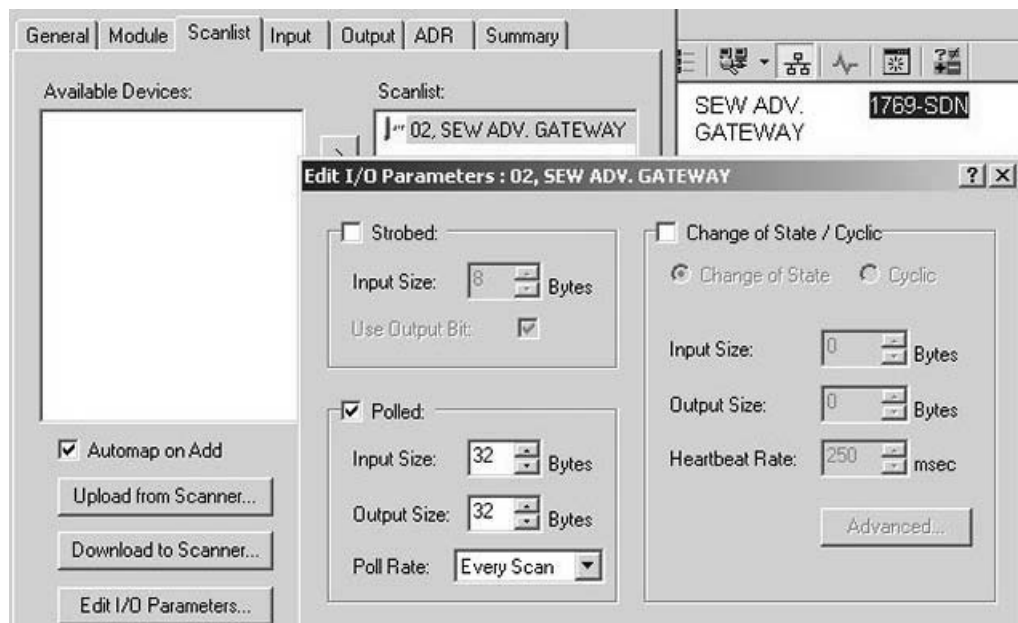 General Module Scanlist Input Output ADR Summary
Available Devices:
Scanlist:
02, SEW ADV. GATEWAY
SEW ADV.
GATEWAY
1769-SDN
Edit I/O Parameters : 02, SEW ADV. GATEWAY
Strobed:
Input Size: 8 Bytes
Use Output Bit:
Polled:
Input Size: 32 Bytes
Output Size: 32 Bytes
Poll Rate: Every Scan
Change of State / Cyclic
Change of State Cyclic
Input Size: 0 Bytes
Output Size: 0 Bytes
Heartbeat Rate: 250 msec
Advanced...
Automap on Add
Upload from Scanner...
Download to Scanner...
Edit I/O Parameters...